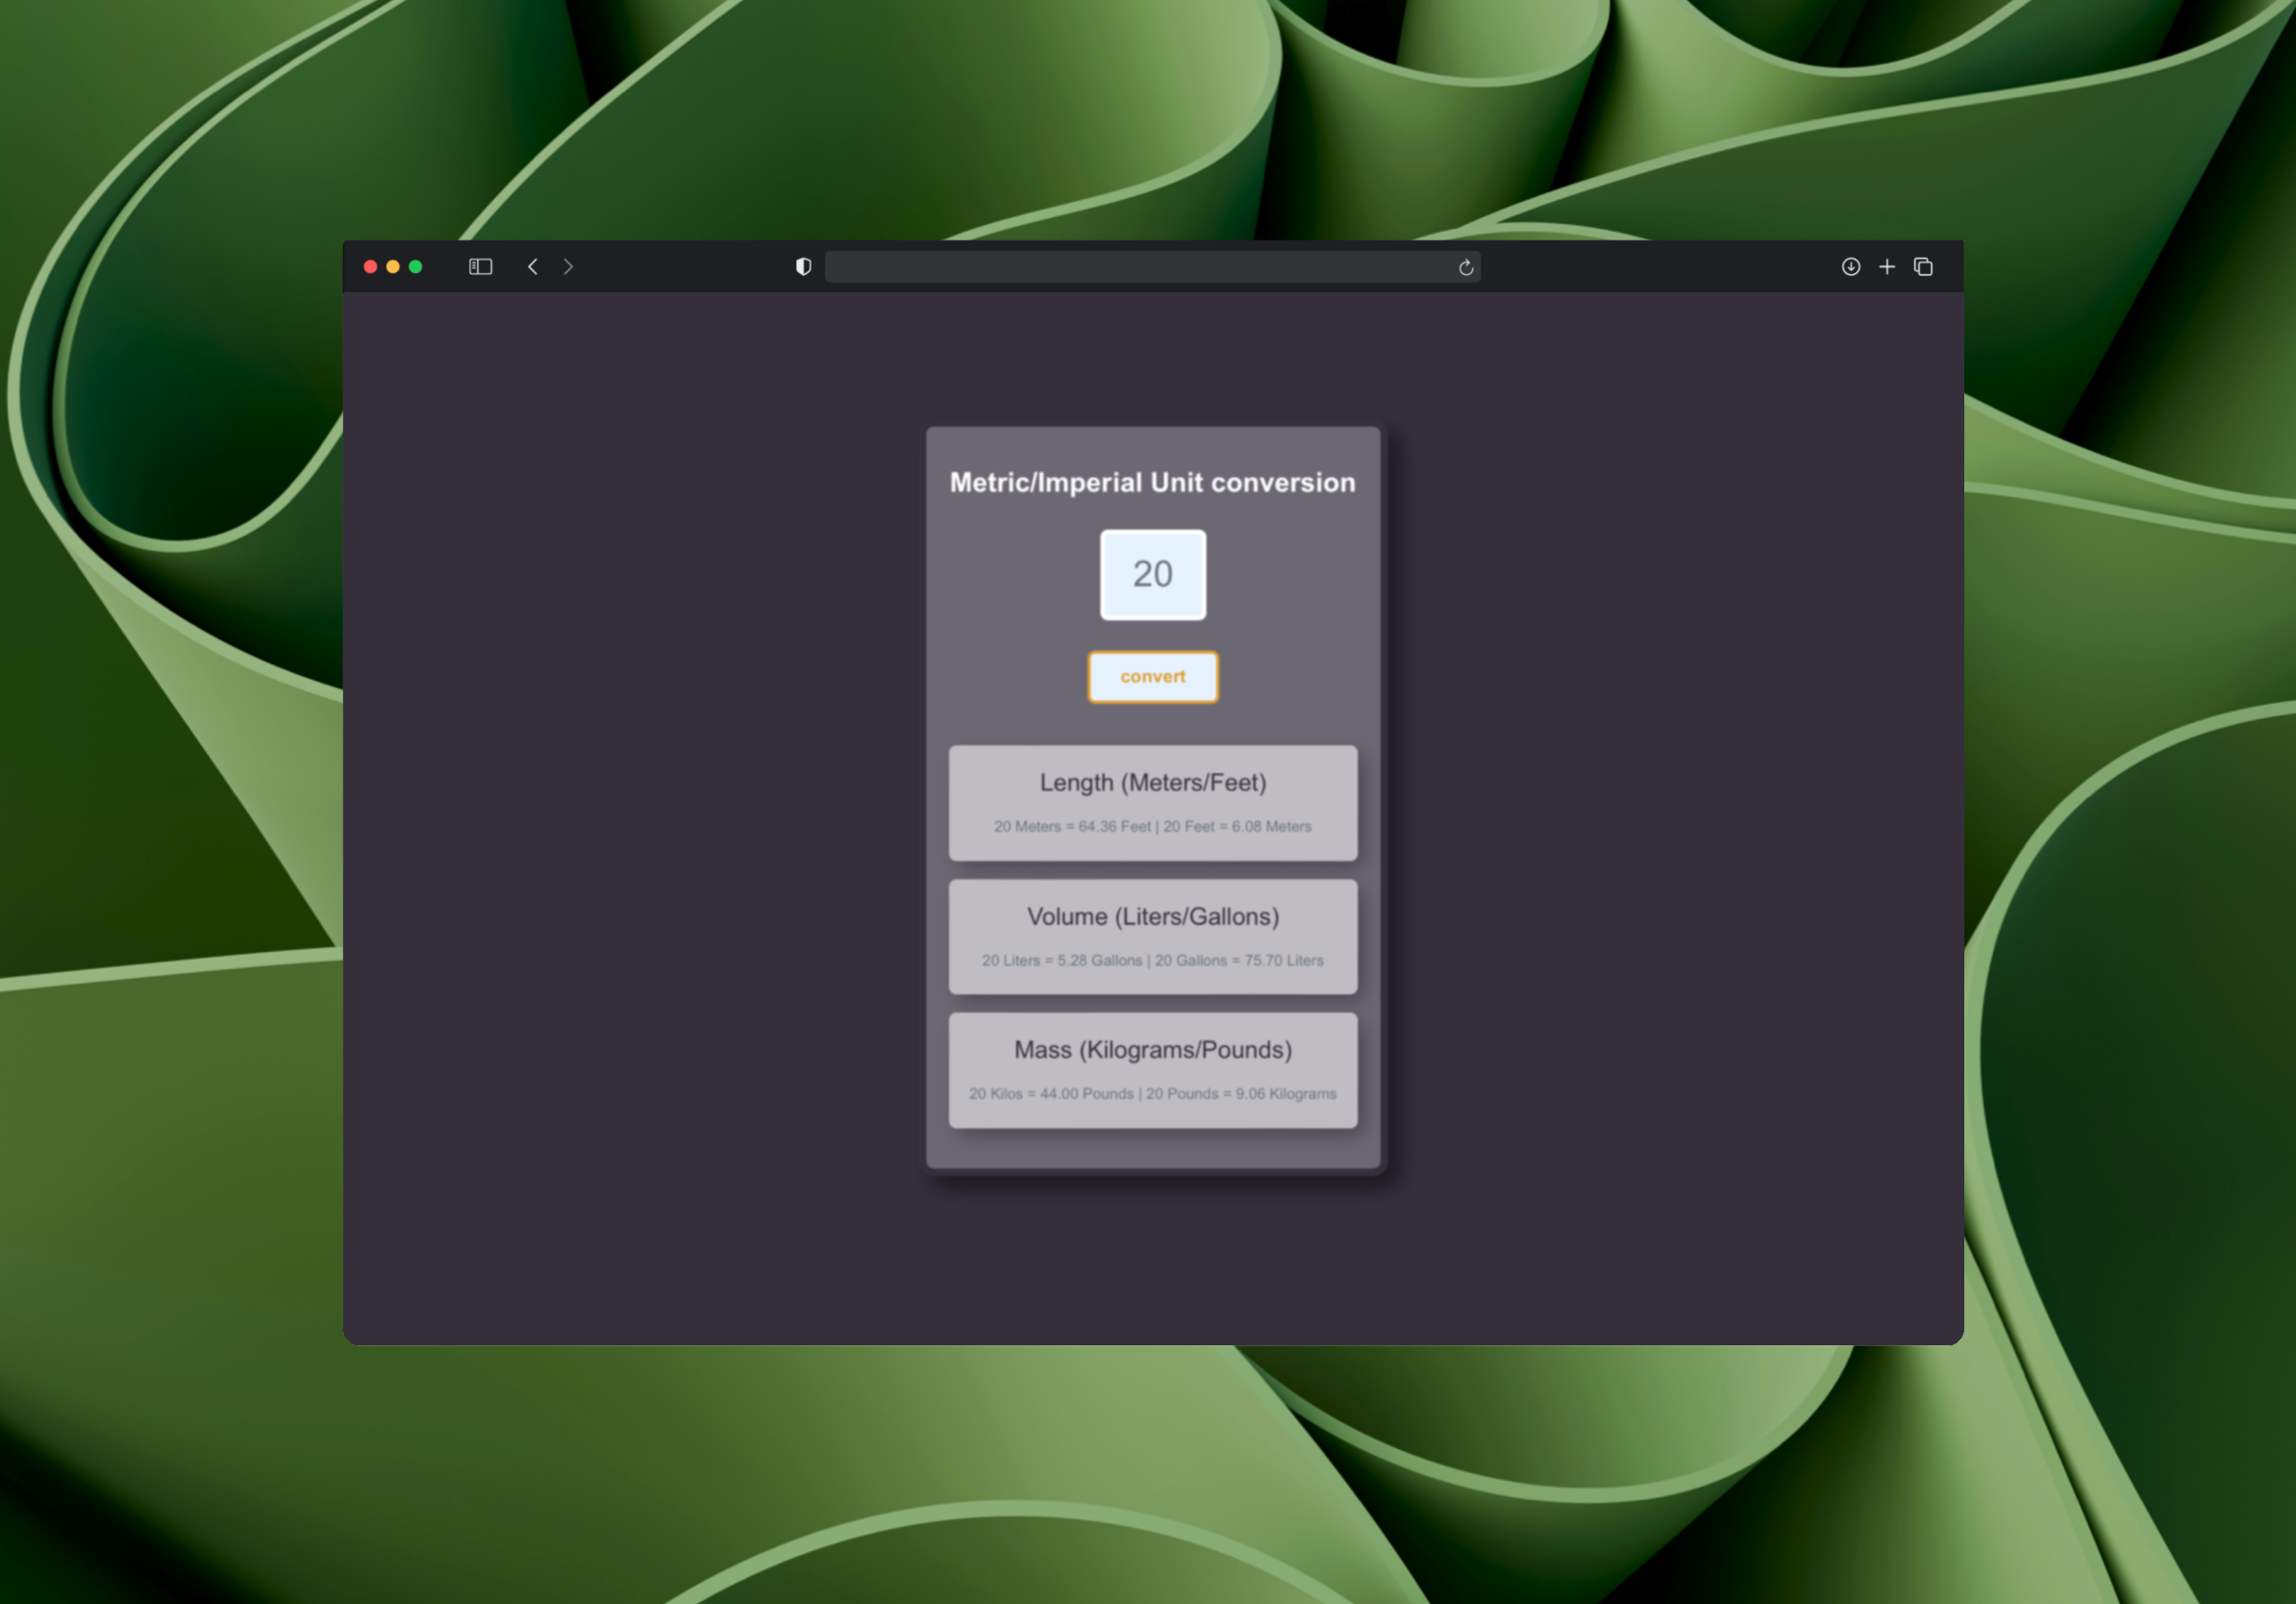 Metric/Imperial Unit conversion
20
convert
Length (Meters/Feet)
20 Meters = 64.36 Feet | 20 Feet = 6.08 Meters
Volume (Liters/Gallons)
20 Liters = 5.28 Gallons | 20 Gallons = 75.70 Liters
Mass (Kilograms/Pounds)
20 Kilos = 44.00 Pounds | 20 Pounds = 9.06 Kilograms